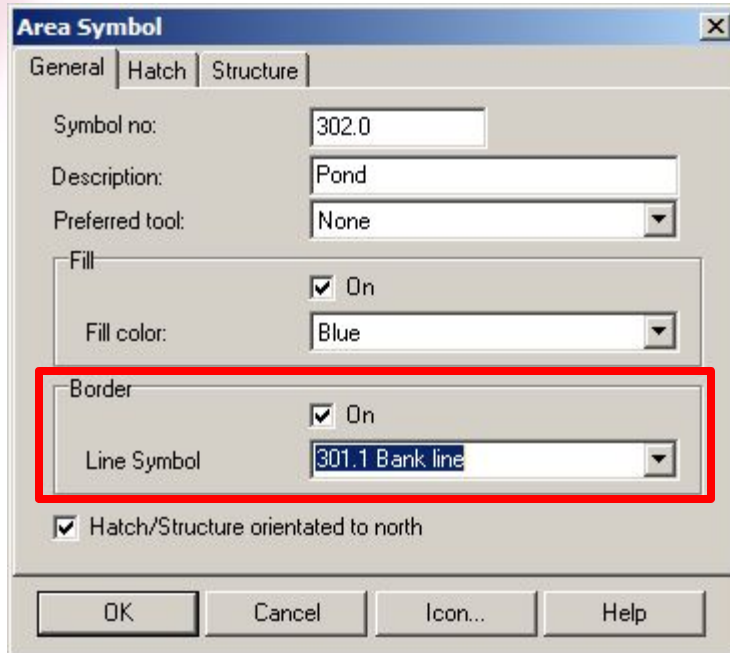 Area Symbol
General Hatch Structure
Symbol no: 302.0
Description: Pond
Preferred tool: None
Fill
On
Fill color: Blue
Border
On
Line Symbol 301.1 Bank line
Hatch/Structure orientated to north
OK Cancel Icon... Help